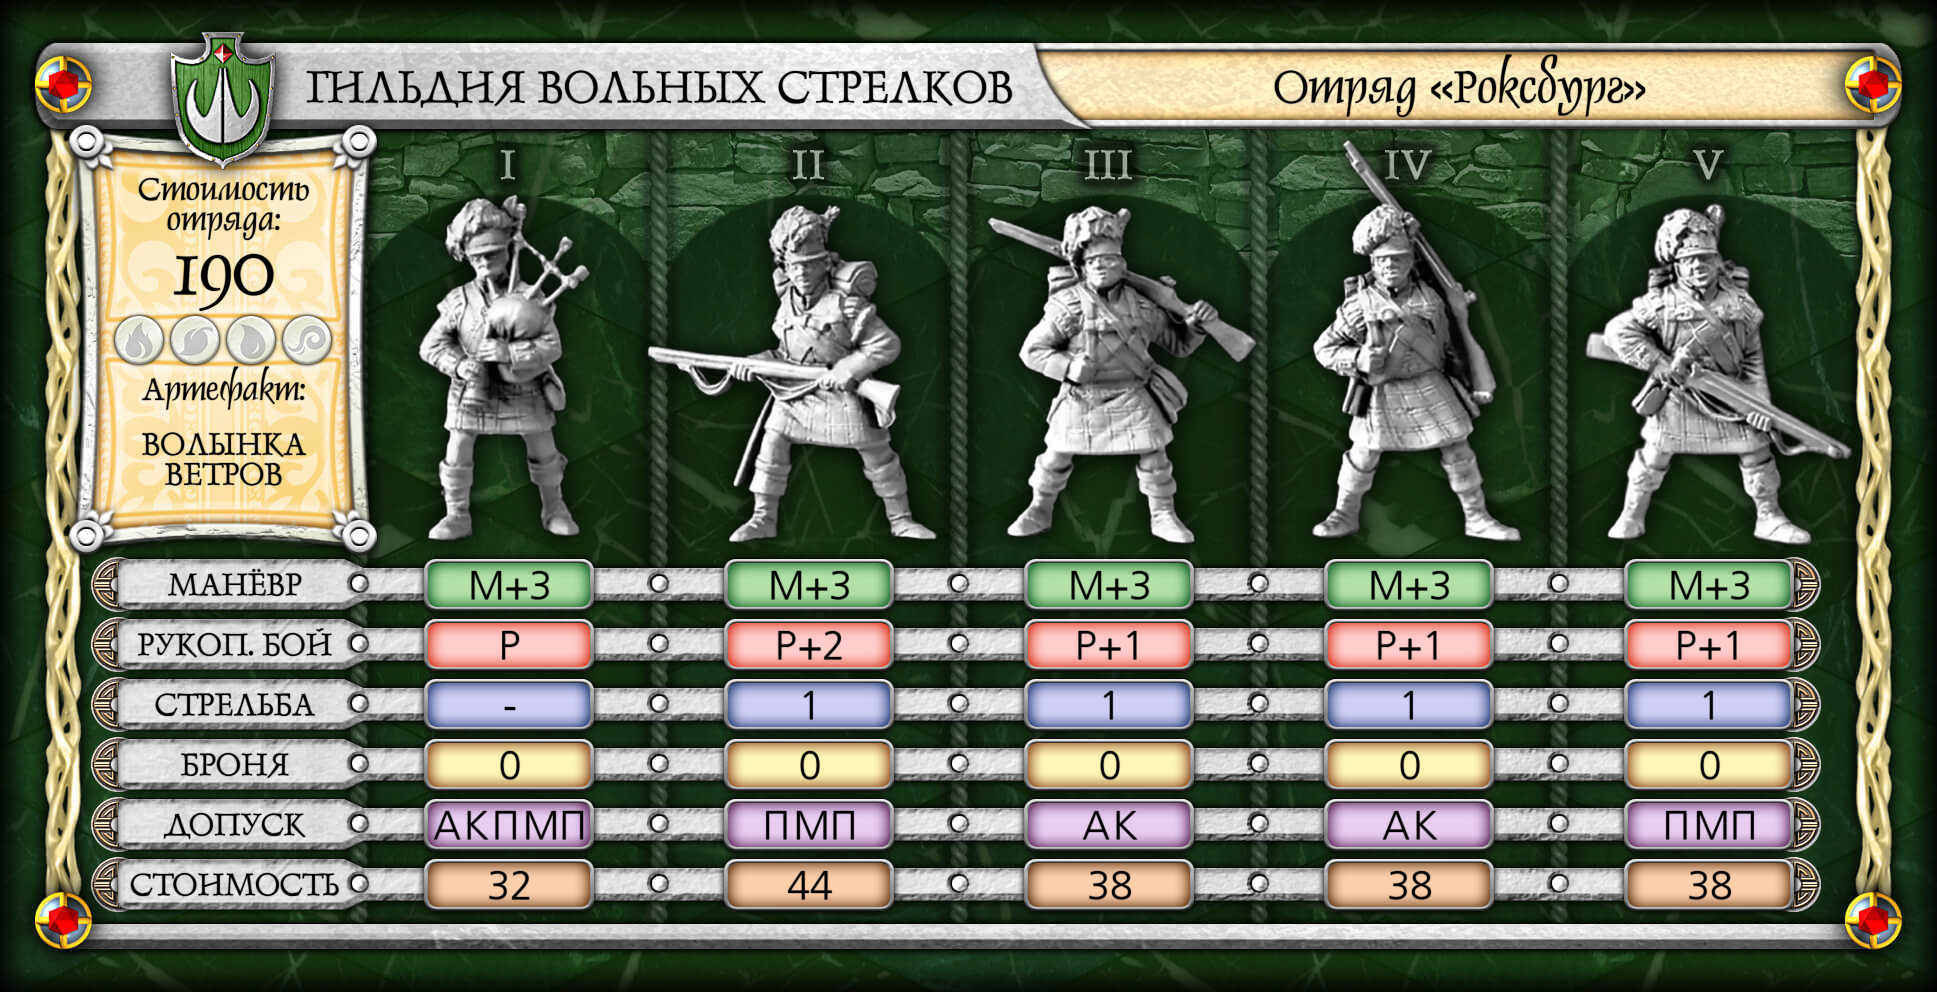 ГИЛЬДИЯ ВОЛЬНЫХ СТРЕЛКОВ
Отряд «Роксбург»
Стоимость
отряда:
190
Артефакт:
ВОЛЫНКА
ВЕТРОВ
I II III IV V
МАНЁВР М+3 М+3 М+3 М+3 М+3
РУКОП. БОЙ Р Р+2 Р+1 Р+1 Р+1
СТРЕЛЬБА - 1 1 1 1
БРОНЯ 0 0 0 0 0
ДОПУСК АКПМП ПМП АК АК ПМП
СТОИМОСТЬ 32 44 38 38 38